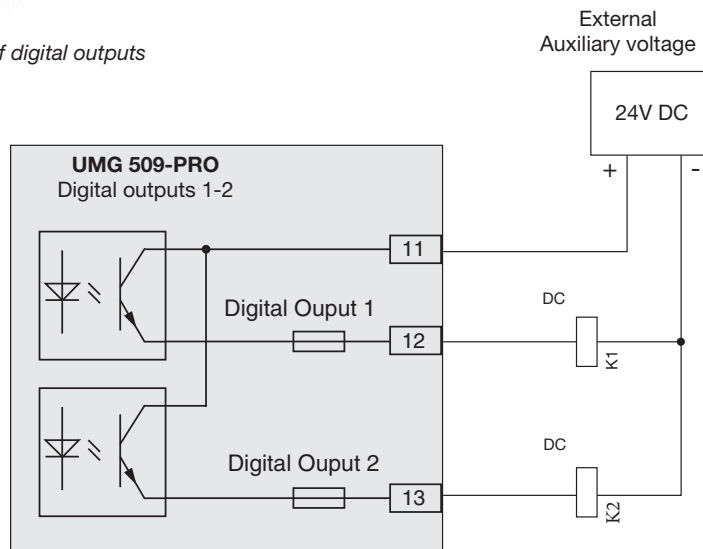 f digital outputs
External
Auxiliary voltage
24V DC
+ -
UMG 509-PRO
Digital outputs 1-2
11
Digital Ouput 1
12
DC
K1
Digital Ouput 2
13
DC
K2